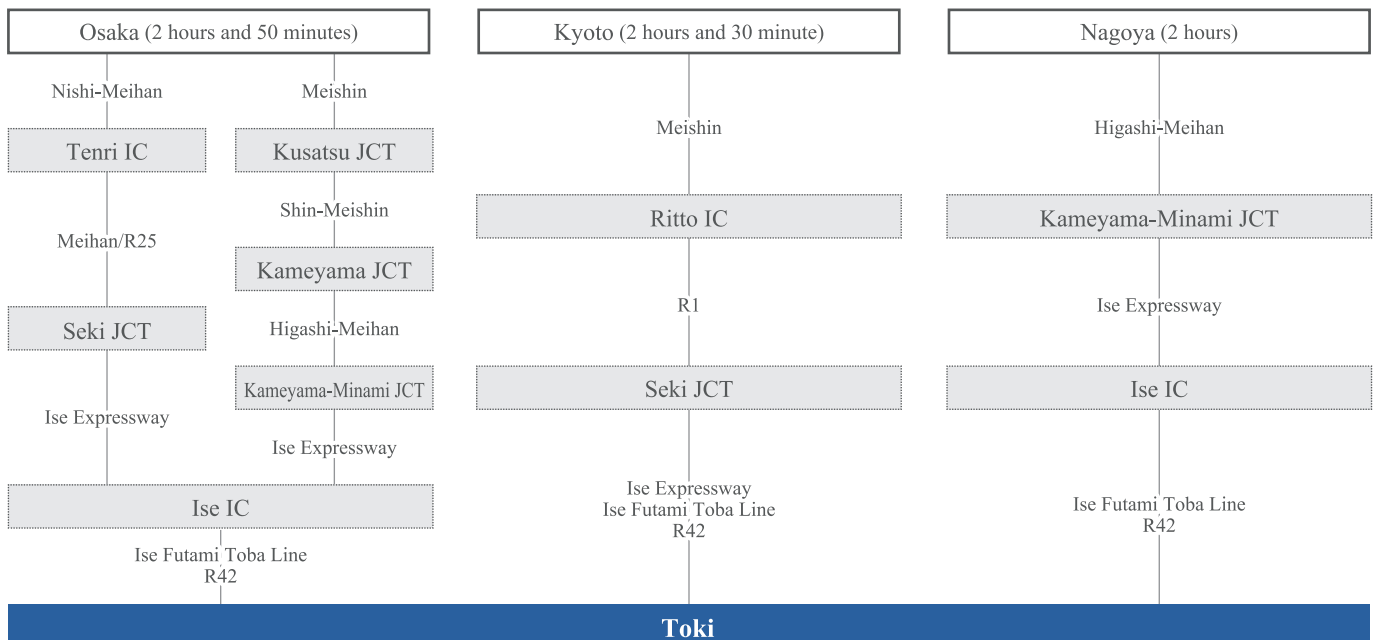 Osaka (2 hours and 50 minutes)
Nishi-Meihan
Tenri IC
Meihan/R25
Seki JCT
Ise Expressway
Meishin
Kusatsu JCT
Shin-Meishin
Kameyama JCT
Higashi-Meihan
Kameyama-Minami JCT
Ise Expressway
Ise IC
Ise Futami Toba Line
R42
Kyoto (2 hours and 30 minute)
Meishin
Ritto IC
R1
Seki JCT
Ise Expressway
Ise Futami Toba Line
R42
Nagoya (2 hours)
Higashi-Meihan
Kameyama-Minami JCT
Ise Expressway
Ise IC
Ise Futami Toba Line
R42
Toki